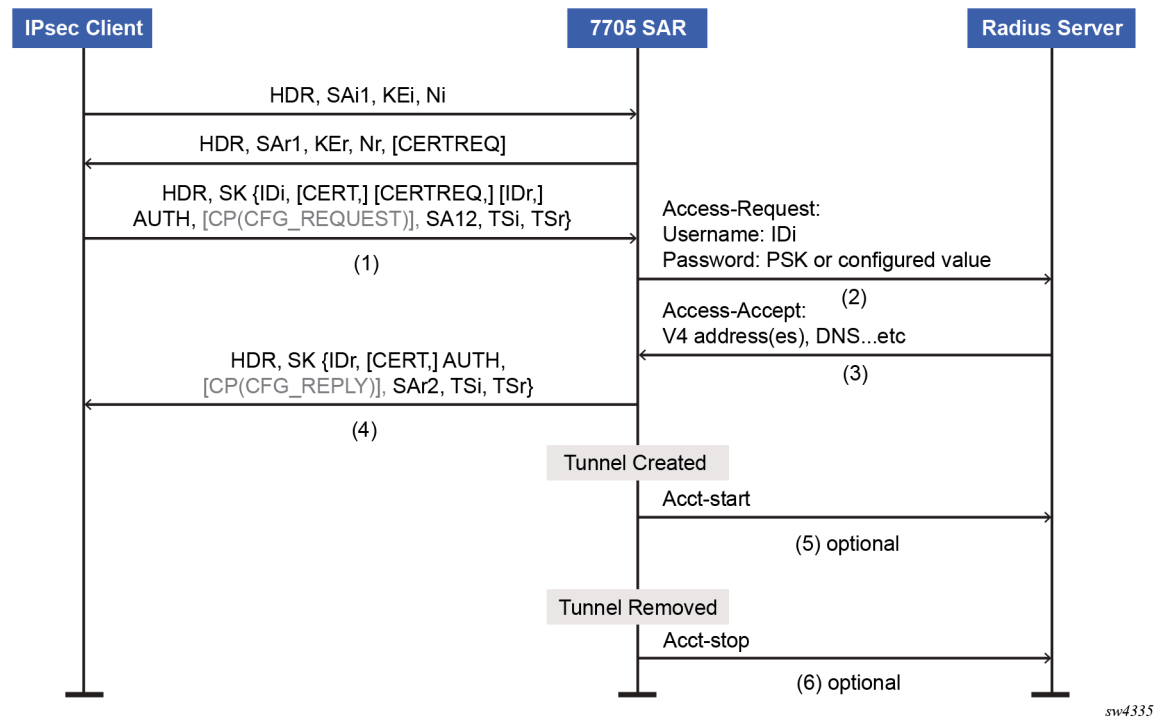 IPsec Client
7705 SAR
Radius Server
HDR, SAi1, KEi, Ni
HDR, SAr1, KEr, Nr, [CERTREQ]
HDR, SK {IDi, [CERT,] [CERTREQ,] [IDr,]
AUTH, [CP(CFG_REQUEST)], SA12, TSi, TSr}
(1)
Access-Request:
Username: IDi
Password: PSK or configured value
(2)
Access-Accept:
V4 address(es), DNS...etc
(3)
HDR, SK {IDr, [CERT,] AUTH,
[CP(CFG_REPLY)], SAr2, TSi, TSr}
(4)
Tunnel Created
Acct-start
(5) optional
Tunnel Removed
Acct-stop
(6) optional
sw4335